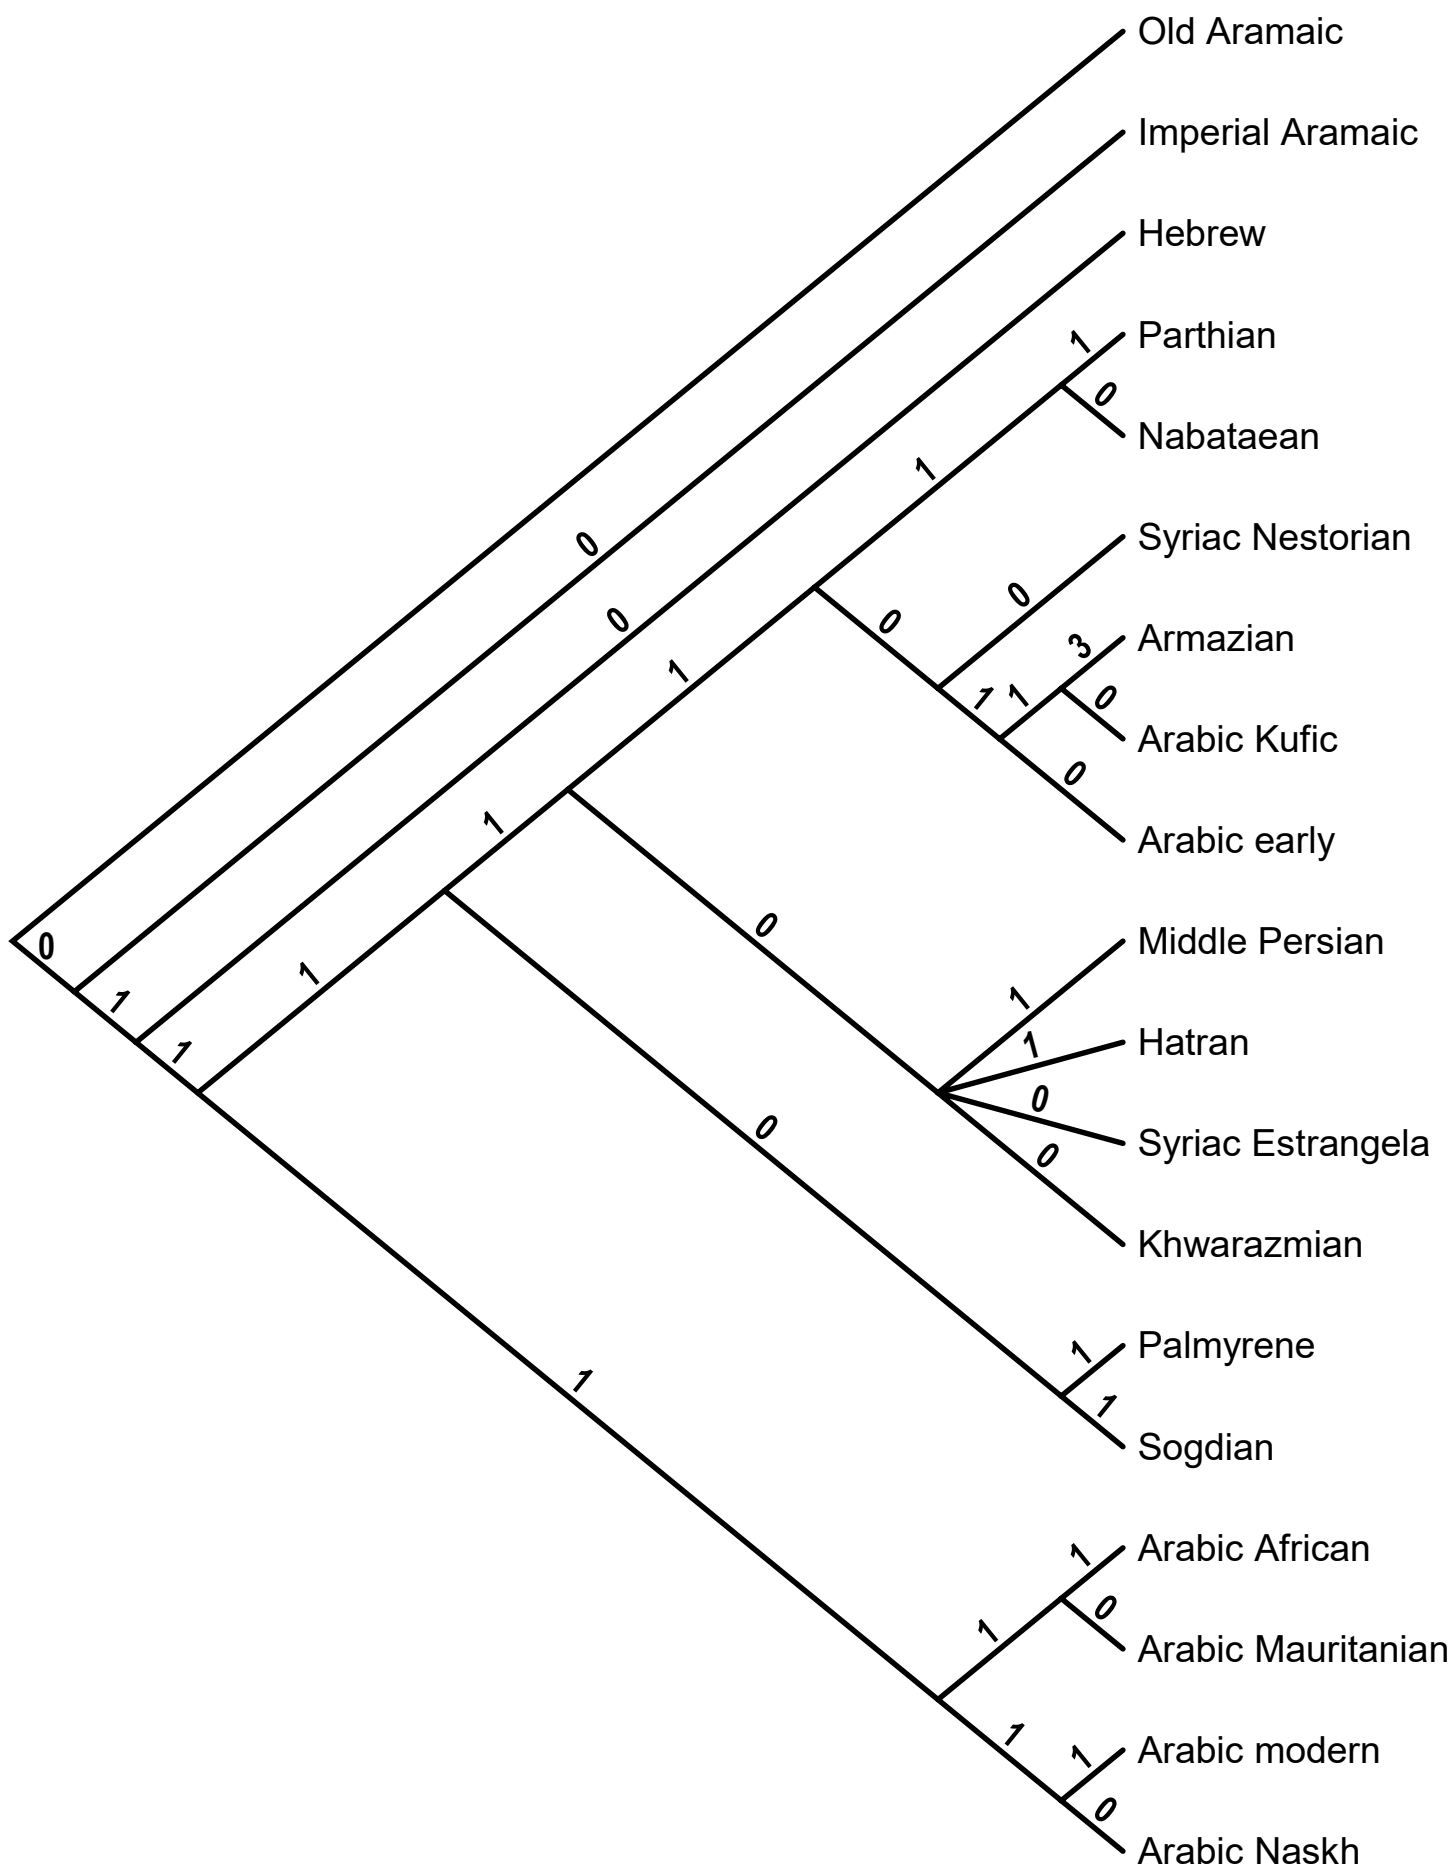 Old Aramaic
Imperial Aramaic
Hebrew
1 Parthian
0
Nabataean
1
Syriac Nestorian
0
0
0
0
3 Armazian
1
1 1
0
Arabic Kufic
0
Arabic early
1
0
Middle Persian
0
1
1
1
Hatran
1
0
Syriac Estrangela
1
0
0
Khwarazmian
1 Palmyrene
1
1
Sogdian
1 Arabic African
0
1
Arabic Mauritanian
1
1 Arabic modern
0
Arabic Naskh